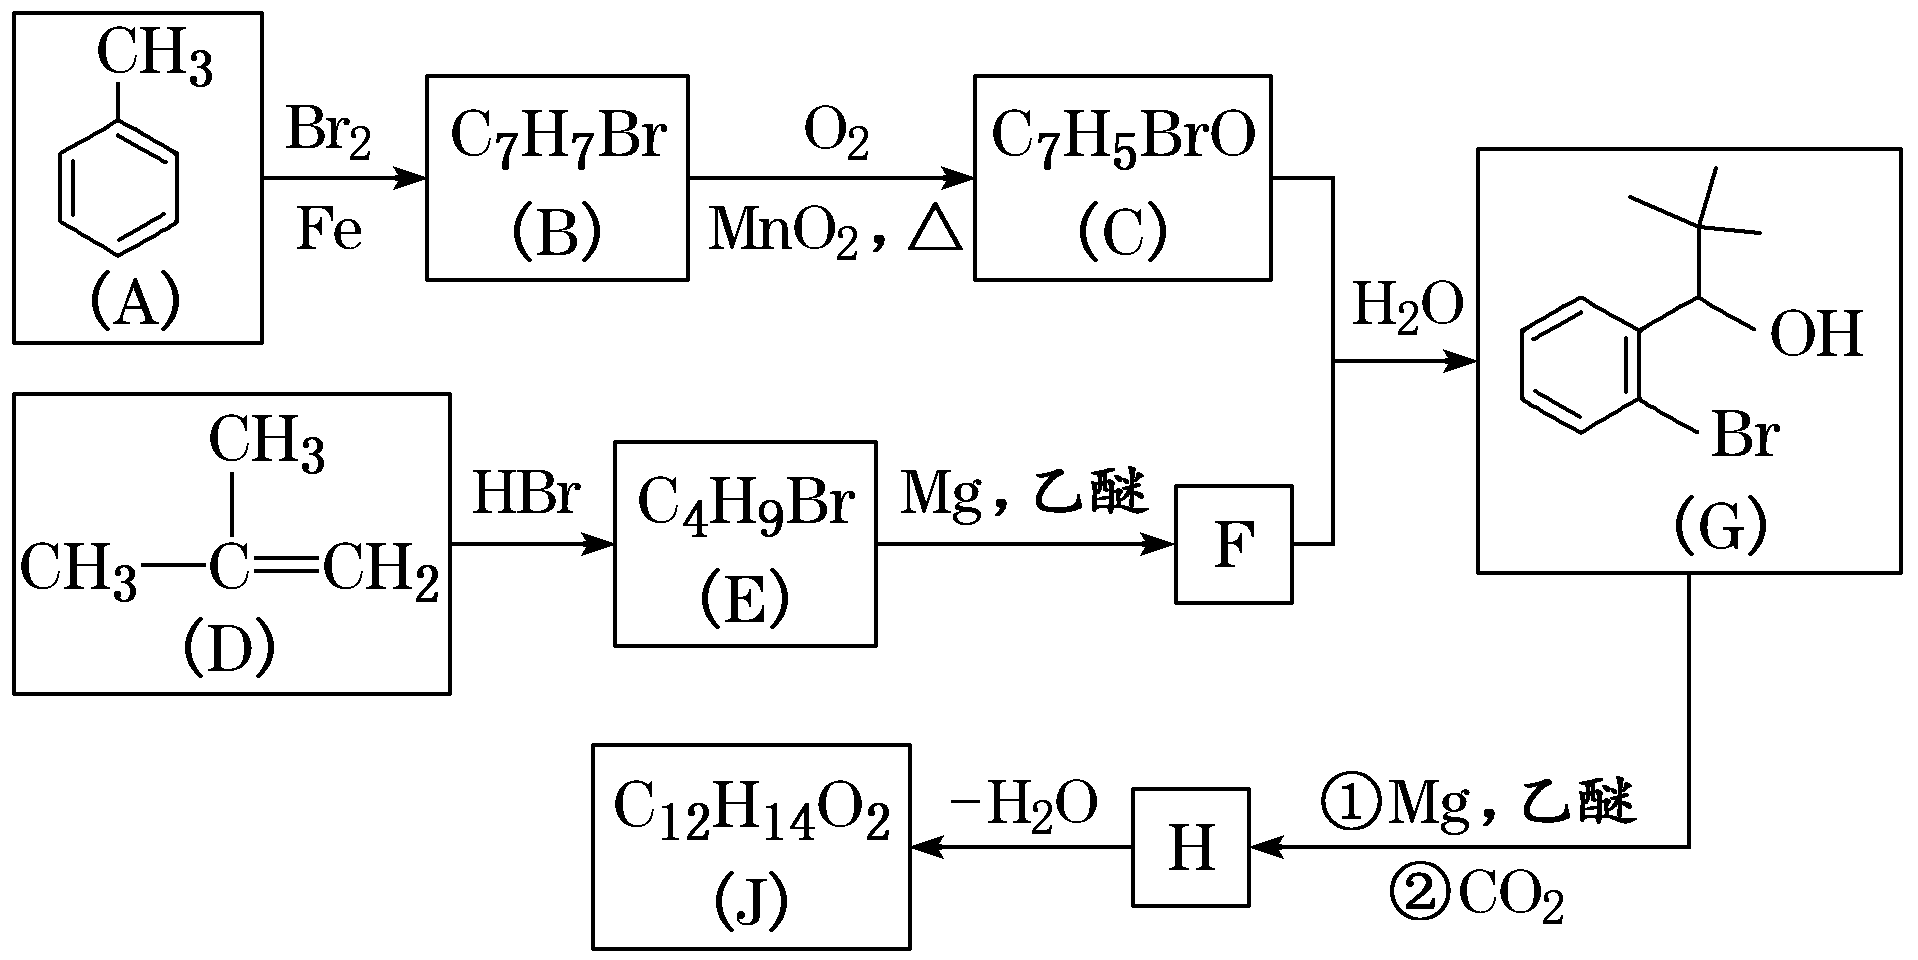 CH₃
(A)
Br₂
Fe
C₇H₇Br
(B)
O₂
MnO₂，△
C₇H₅BrO
(C)
H₂O
OH
Br
(G)
CH₃
CH₃—C=CH₂
(D)
HBr
C₄H₉Br
(E)
Mg，乙醚
F
①Mg，乙醚
②CO₂
H
-H₂O
C₁₂H₁₄O₂
(J)